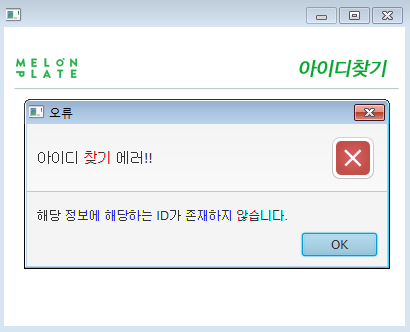 MELON
PLATE
아이디찾기
오류
아이디 찾기 에러!!
해당 정보에 해당하는 ID가 존재하지 않습니다.
OK